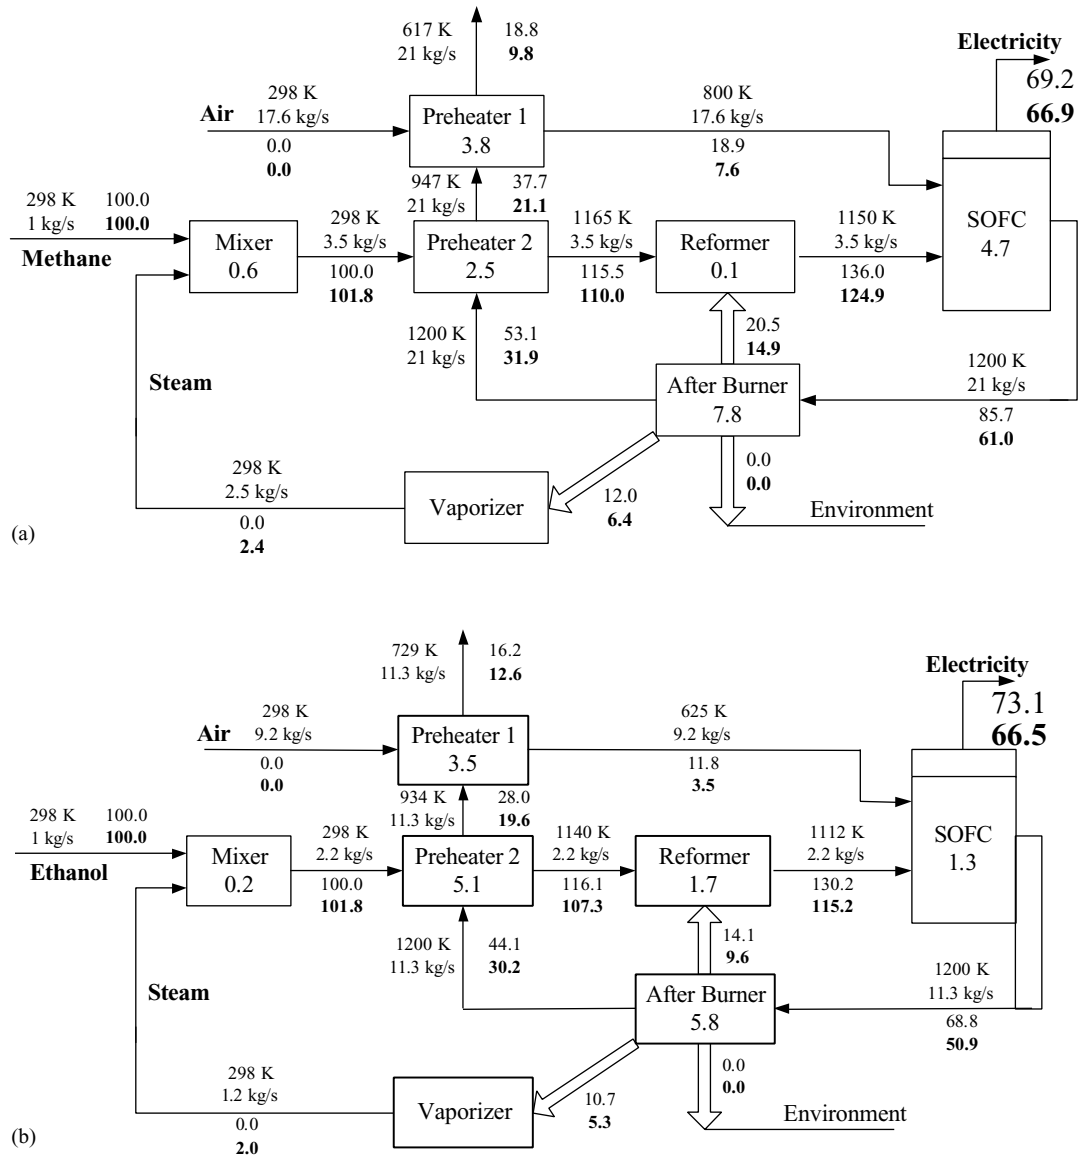 617 K 18.8
21 kg/s 9.8
Electricity
69.2
66.9
298 K
Air 17.6 kg/s
0.0
0.0
Preheater 1
3.8
800 K
17.6 kg/s
18.9
7.6
947 K 37.7
21 kg/s 21.1
298 K 100.0
1 kg/s 100.0
Methane
Mixer
0.6
298 K
3.5 kg/s
100.0
101.8
Preheater 2
2.5
1165 K
3.5 kg/s
115.5
110.0
Reformer
0.1
1150 K
3.5 kg/s
136.0
124.9
SOFC
4.7
1200 K 53.1
21 kg/s 31.9
20.5
14.9
After Burner
7.8
1200 K
21 kg/s
85.7
61.0
Steam
298 K
2.5 kg/s
0.0
2.4
Vaporizer
12.0
6.4
0.0
0.0
Environment
(a)
729 K 16.2
11.3 kg/s 12.6
Electricity
73.1
66.5
298 K
Air 9.2 kg/s
0.0
0.0
Preheater 1
3.5
625 K
9.2 kg/s
11.8
3.5
934 K 28.0
11.3 kg/s 19.6
298 K 100.0
1 kg/s 100.0
Ethanol
Mixer
0.2
298 K
2.2 kg/s
100.0
101.8
Preheater 2
5.1
1140 K
2.2 kg/s
116.1
107.3
Reformer
1.7
1112 K
2.2 kg/s
130.2
115.2
SOFC
1.3
1200 K 44.1
11.3 kg/s 30.2
14.1
9.6
After Burner
5.8
1200 K
11.3 kg/s
68.8
50.9
Steam
298 K
1.2 kg/s
0.0
2.0
Vaporizer
10.7
5.3
0.0
0.0
Environment
(b)